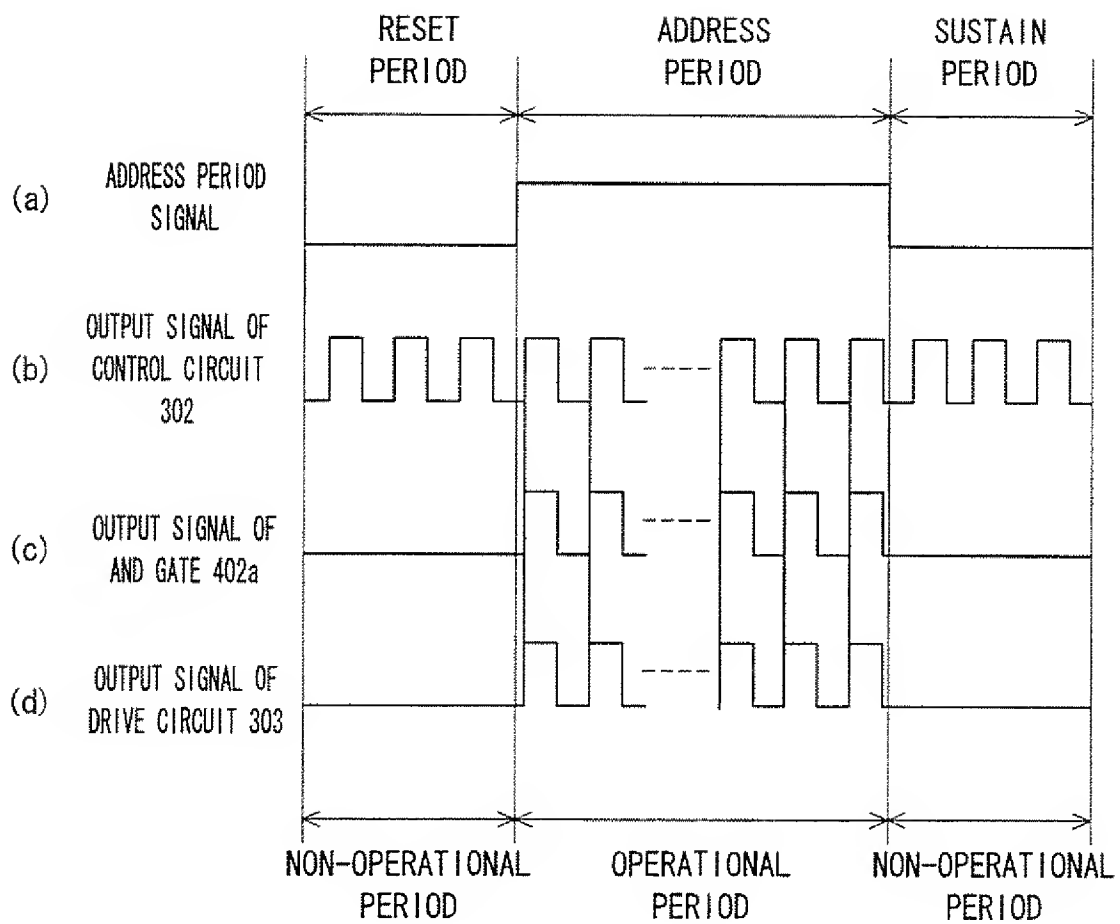 RESET
PERIOD
ADDRESS
PERIOD
SUSTAIN
PERIOD
(a)
ADDRESS PERIOD
SIGNAL
(b)
OUTPUT SIGNAL OF
CONTROL CIRCUIT
302
(c)
OUTPUT SIGNAL OF
AND GATE 402a
(d)
OUTPUT SIGNAL OF
DRIVE CIRCUIT 303
NON-OPERATIONAL
PERIOD
OPERATIONAL
PERIOD
NON-OPERATIONAL
PERIOD